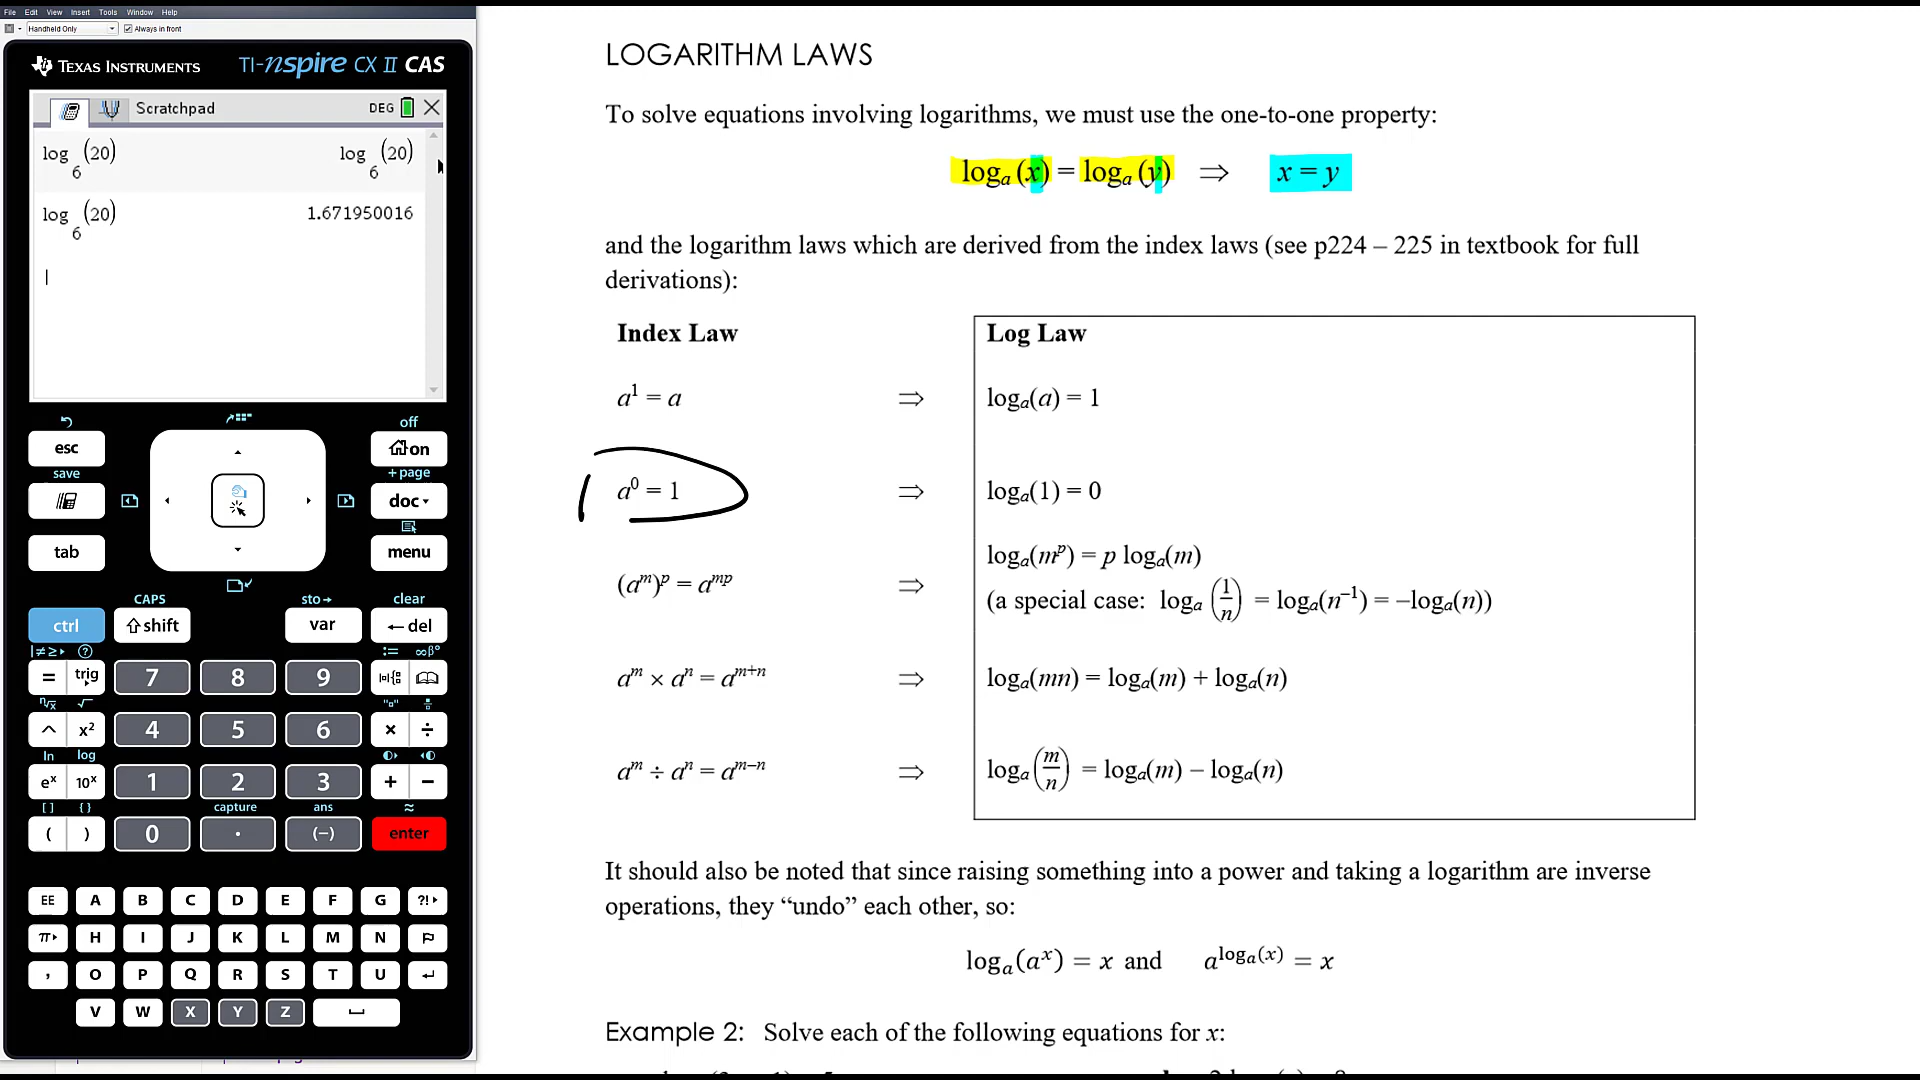 File Edit View Insert Tools Window Help
Handheld Only Always in front
TEXAS INSTRUMENTS TI-nspire CX II CAS
Scratchpad DEG
log₆(20) log₆(20)
log₆(20) 1.671950016
off
esc on
save + page
doc
tab menu
CAPS sto→ clear
ctrl ⇧shift var ←del
|≠≥▸ ? := ∞β°
= trig 7 8 9
ⁿ√x √
^ x² 4 5 6 × ÷
ln log
eˣ 10ˣ 1 2 3 + −
[ ] { } capture ans ≈
( ) 0 . (−) enter
EE A B C D E F G ?!▸
π▸ H I J K L M N
, O P Q R S T U ↵
V W X Y Z
LOGARITHM LAWS
To solve equations involving logarithms, we must use the one-to-one property:
logₐ(x) = logₐ(y) ⇒ x = y
and the logarithm laws which are derived from the index laws (see p224 – 225 in textbook for full
derivations):
Index Law Log Law
a¹ = a ⇒ logₐ(a) = 1
a⁰ = 1 ⇒ logₐ(1) = 0
logₐ(mᵖ) = p logₐ(m)
(aᵐ)ᵖ = aᵐᵖ ⇒ (a special case: logₐ(1/n) = logₐ(n⁻¹) = –logₐ(n))
aᵐ × aⁿ = aᵐ⁺ⁿ ⇒ logₐ(mn) = logₐ(m) + logₐ(n)
aᵐ ÷ aⁿ = aᵐ⁻ⁿ ⇒ logₐ(m/n) = logₐ(m) – logₐ(n)
It should also be noted that since raising something into a power and taking a logarithm are inverse
operations, they “undo” each other, so:
logₐ(aˣ) = x and a^(logₐ(x)) = x
Example 2: Solve each of the following equations for x: